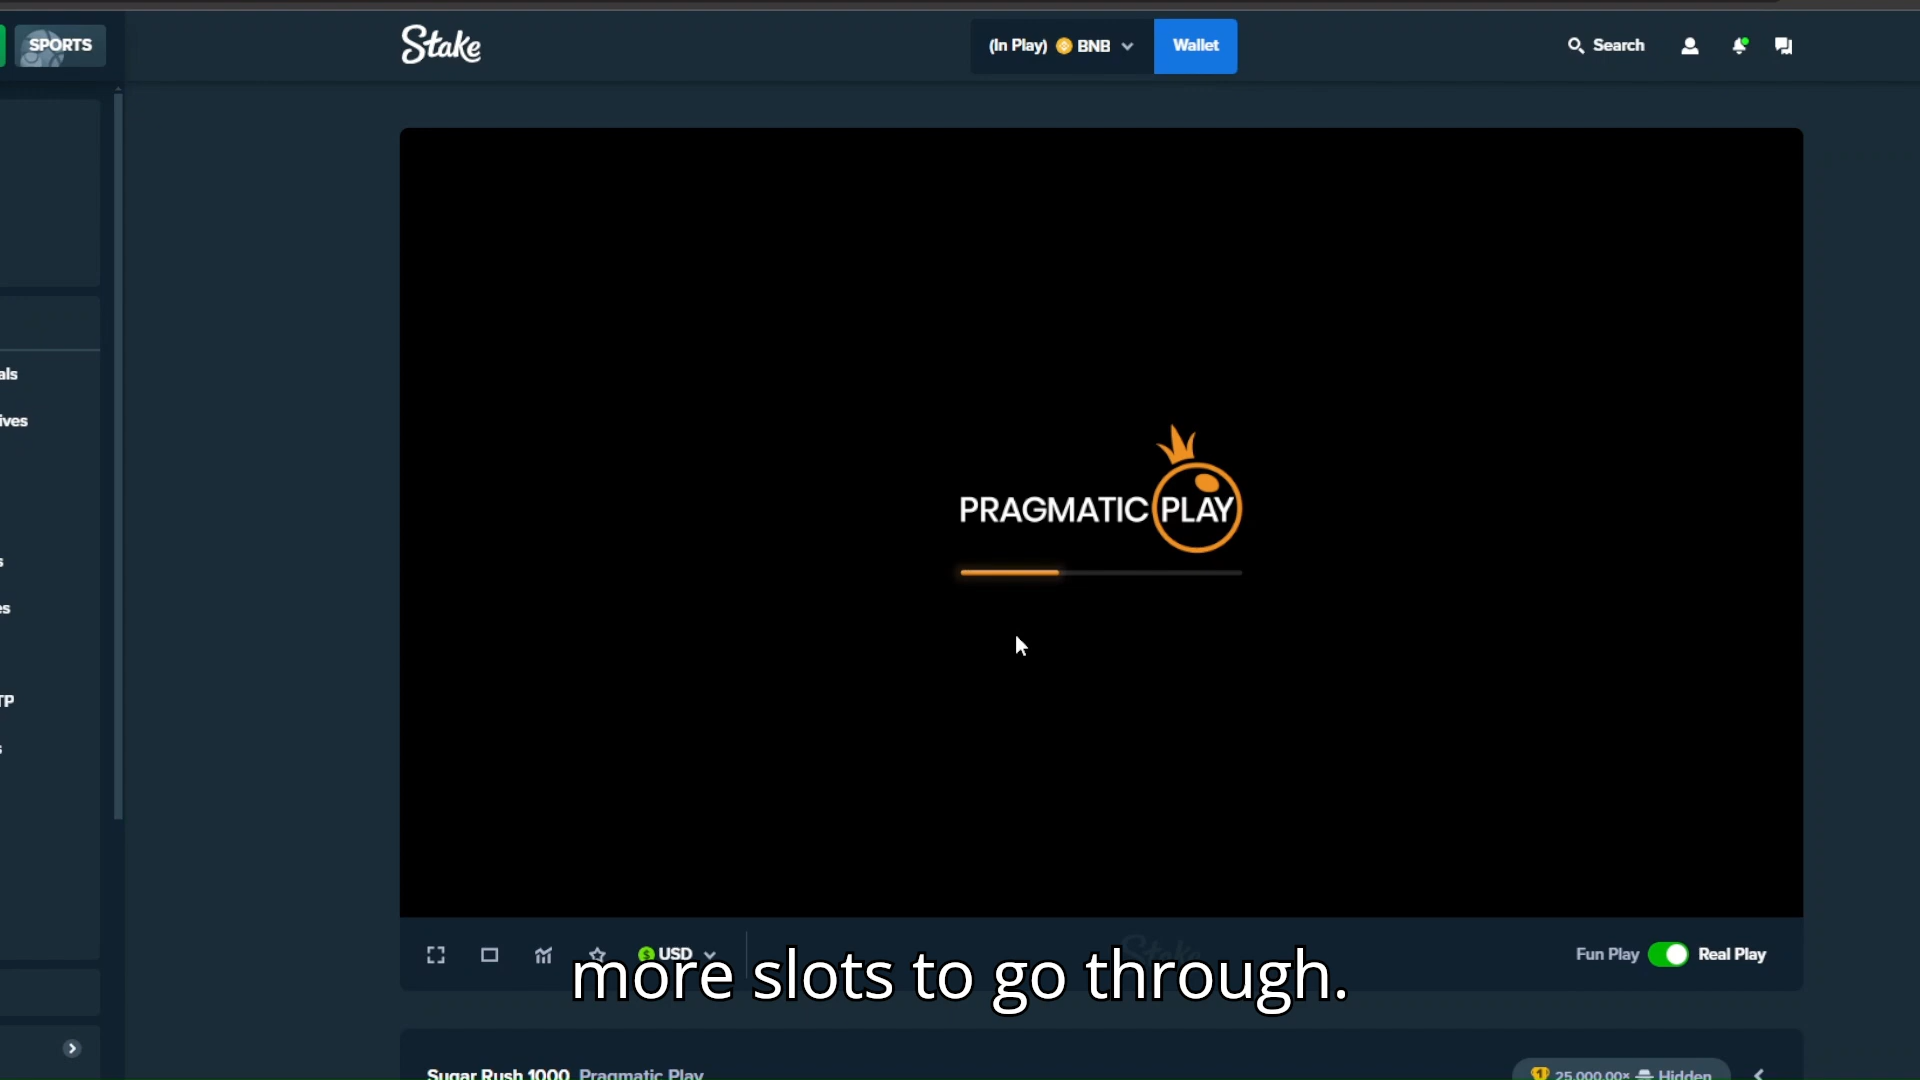 SPORTS
Stake
(In Play) BNB
Wallet
Search
als
ives
s
es
TP
s
PRAGMATIC PLAY
USD
Fun Play
Real Play
more slots to go through.
Sugar Rush 1000 Pragmatic Play
25,000.00× Hidden